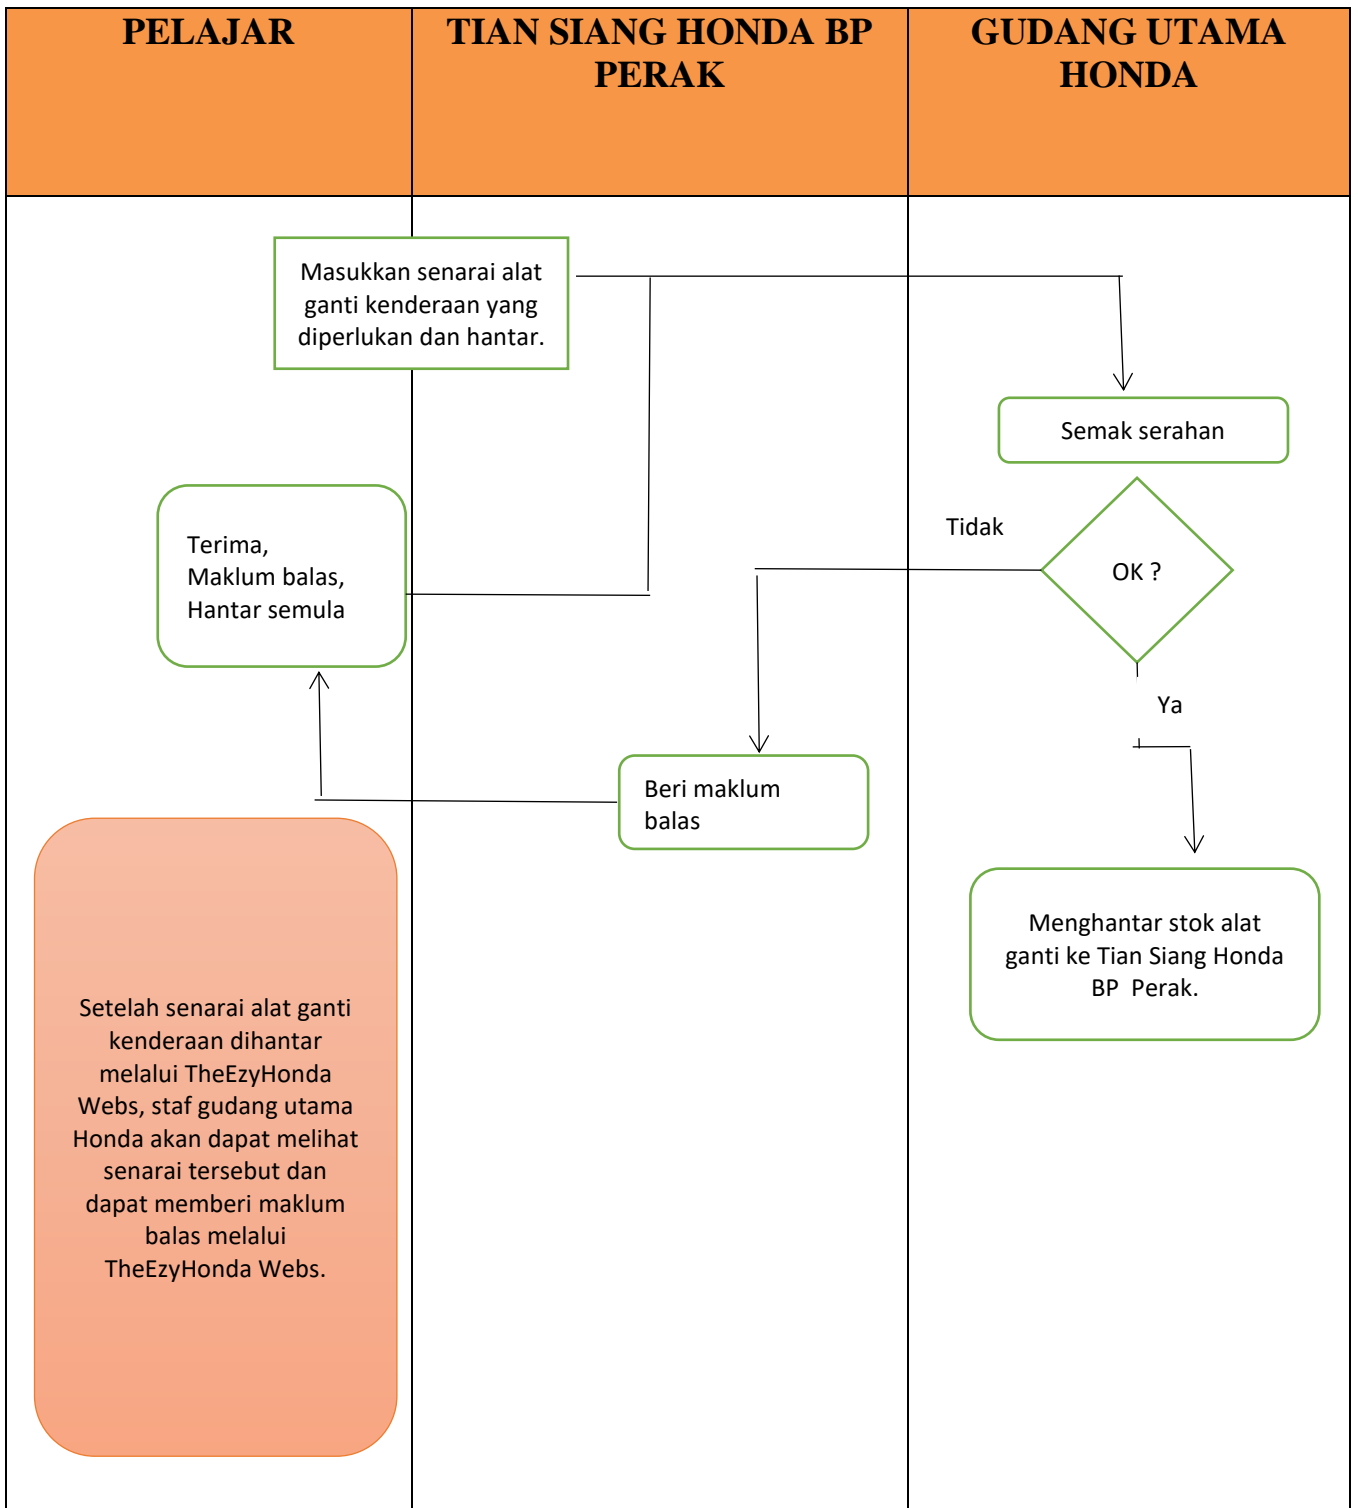 PELAJAR
TIAN SIANG HONDA BP
PERAK
GUDANG UTAMA
HONDA
Masukkan senarai alat
ganti kenderaan yang
diperlukan dan hantar.
Semak serahan
Terima,
Maklum balas,
Hantar semula
Tidak
OK ?
Ya
Beri maklum
balas
Menghantar stok alat
ganti ke Tian Siang Honda
BP  Perak.
Setelah senarai alat ganti
kenderaan dihantar
melalui TheEzyHonda
Webs, staf gudang utama
Honda akan dapat melihat
senarai tersebut dan
dapat memberi maklum
balas melalui
TheEzyHonda Webs.